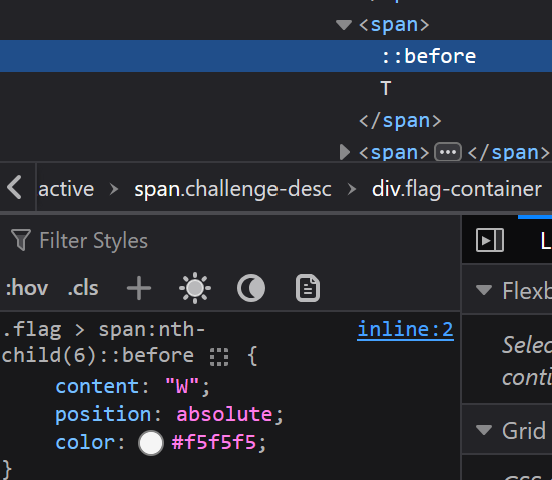 <span>
::before
T
</span>
<span> ••• </span>
active > span.challenge-desc > div.flag-container
Filter Styles
:hov .cls
.flag > span:nth-
child(6)::before {
inline:2
content: "W";
position: absolute;
color: #f5f5f5;
}
L
Flexb
Selec
conti
Grid